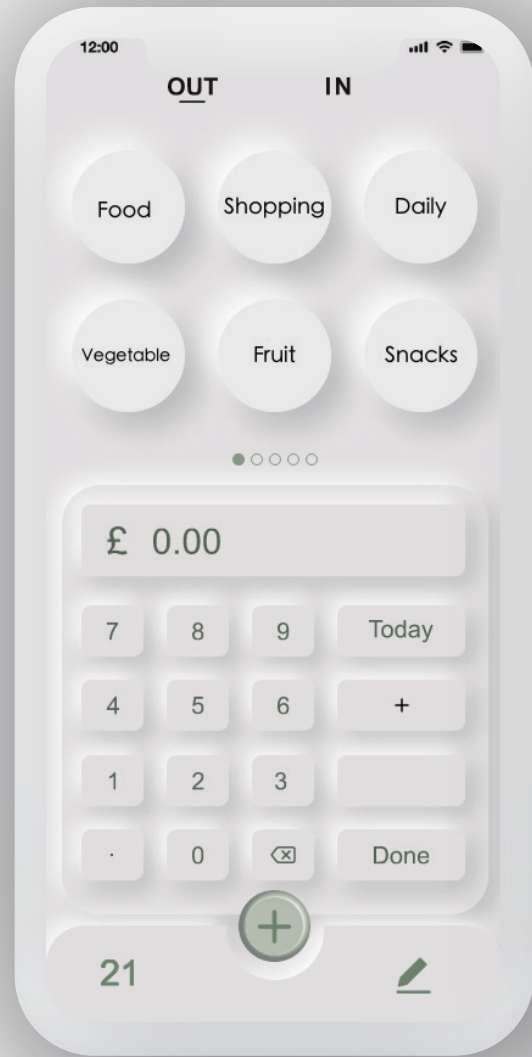 12:00
OUT IN
Food Shopping Daily
Vegetable Fruit Snacks
£ 0.00
7 8 9 Today
4 5 6 +
1 2 3
. 0 Done
+
21